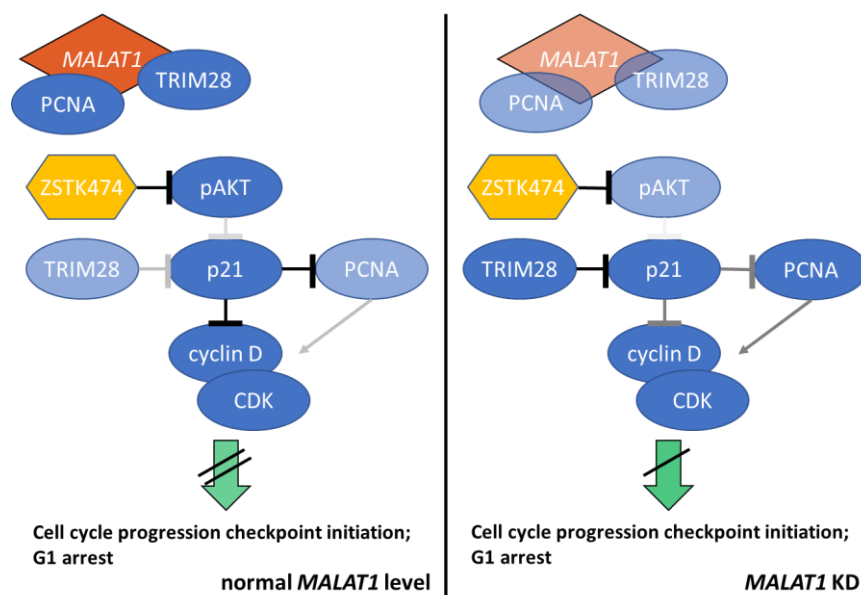 MALAT1
TRIM28
PCNA
ZSTK474
pAKT
TRIM28
p21
PCNA
cyclin D
CDK
Cell cycle progression checkpoint initiation;
G1 arrest
normal MALAT1 level
MALAT1
TRIM28
PCNA
ZSTK474
pAKT
TRIM28
p21
PCNA
cyclin D
CDK
Cell cycle progression checkpoint initiation;
G1 arrest
MALAT1 KD